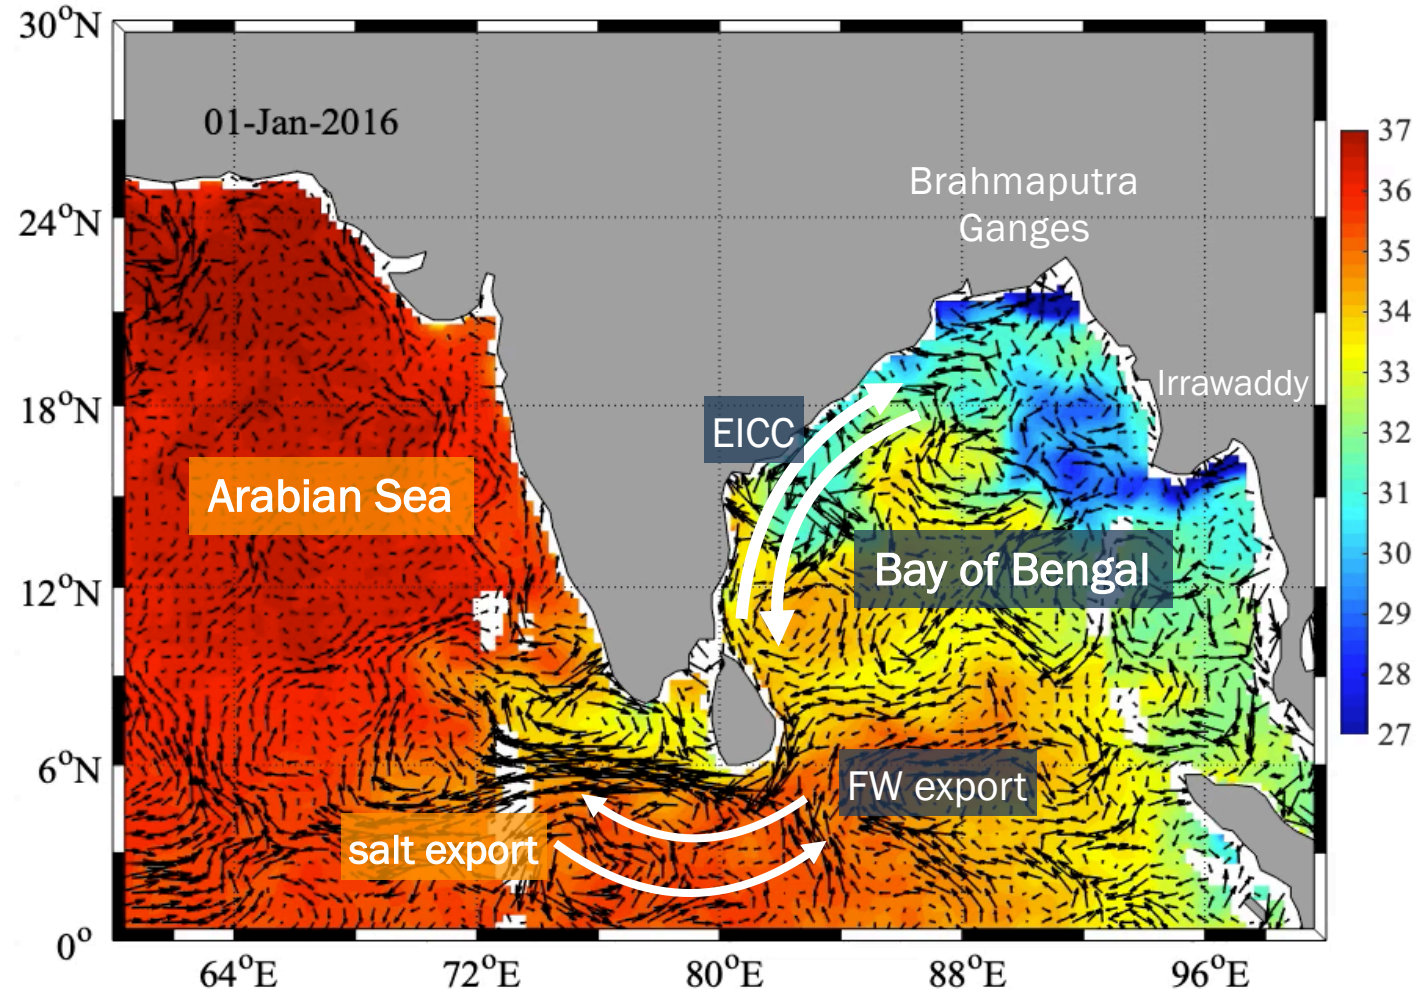 30°N
24°N
18°N
12°N
6°N
0°
64°E
72°E
80°E
88°E
96°E
01-Jan-2016
Brahmaputra
Ganges
Irrawaddy
EICC
Arabian Sea
Bay of Bengal
FW export
salt export
37
36
35
34
33
32
31
30
29
28
27